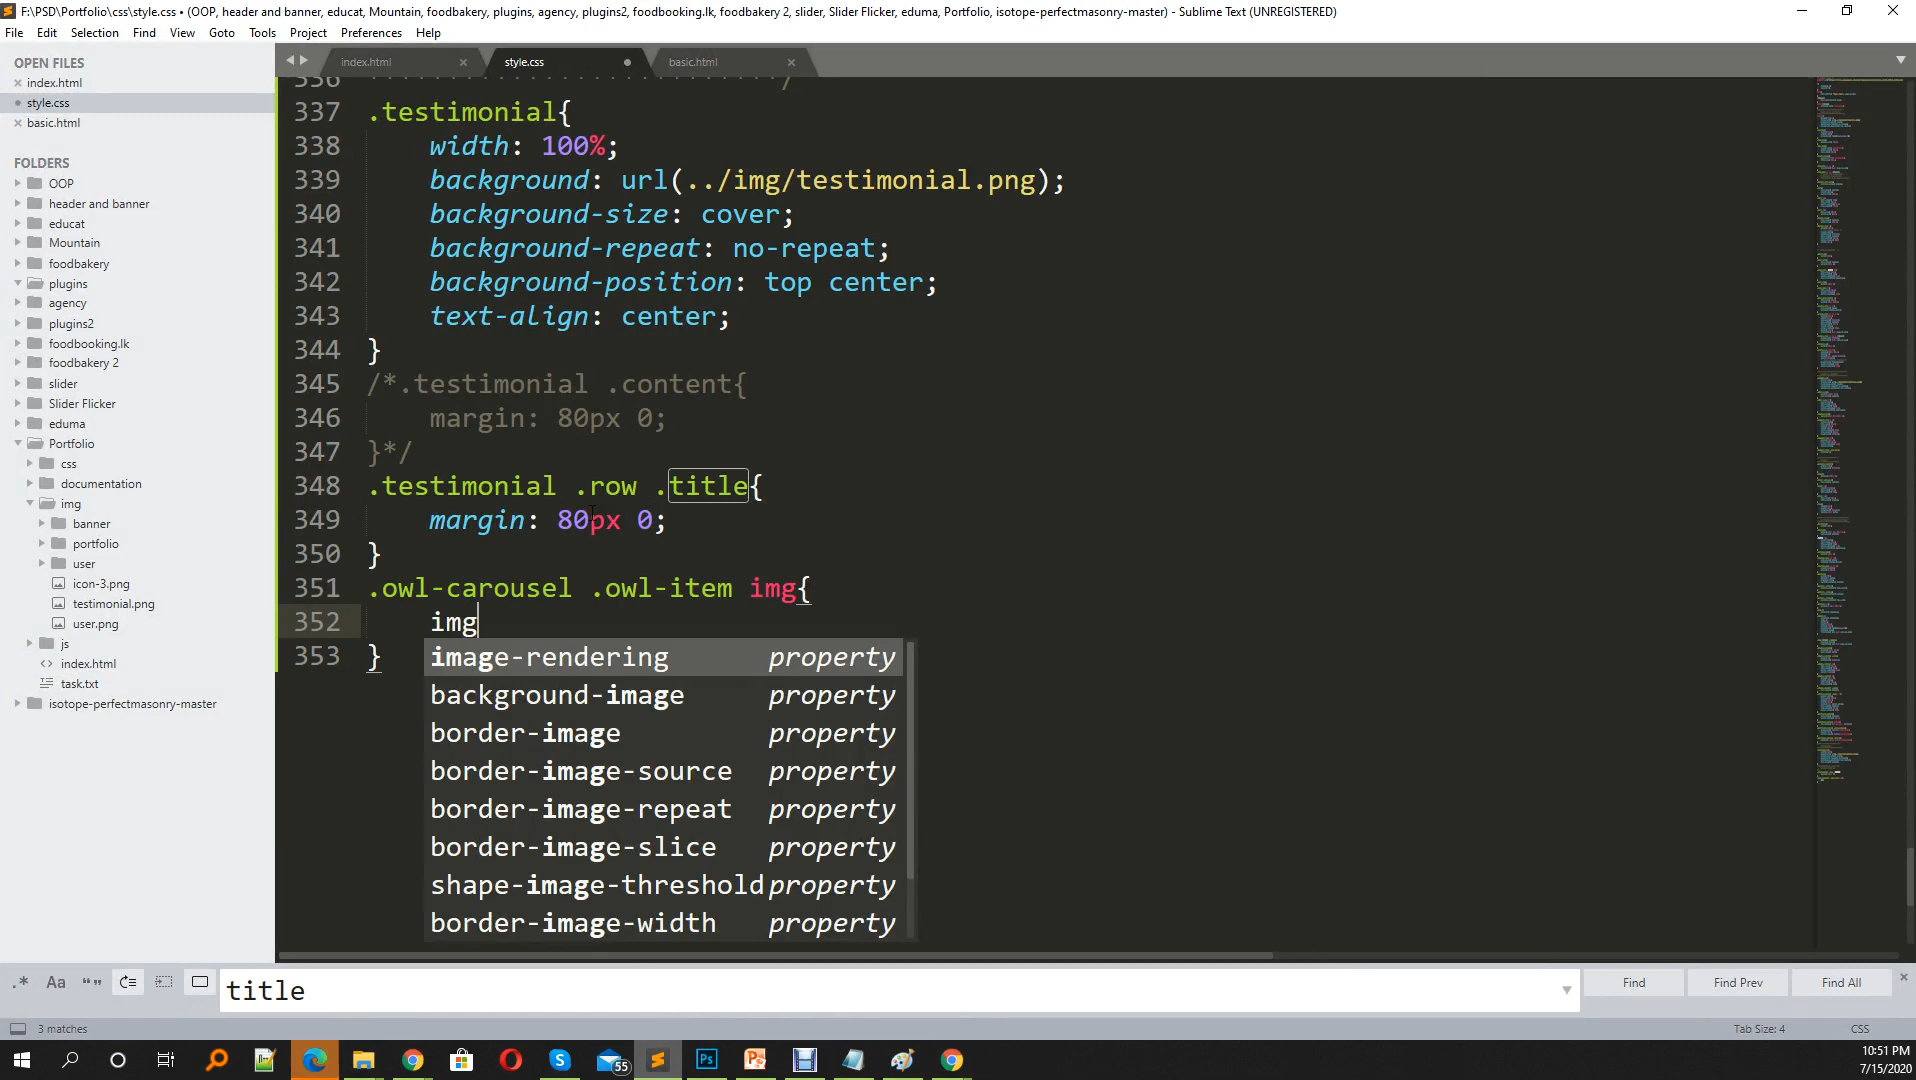 F:\PSD\Portfolio\css\style.css • (OOP, header and banner, educat, Mountain, foodbakery, plugins, agency, plugins2, foodbooking.lk, foodbakery 2, slider, Slider Flicker, eduma, Portfolio, isotope-perfectmasonry-master) - Sublime Text (UNREGISTERED)
File Edit Selection Find View Goto Tools Project Preferences Help
OPEN FILES
index.html
style.css
basic.html
FOLDERS
OOP
header and banner
educat
Mountain
foodbakery
plugins
agency
plugins2
foodbooking.lk
foodbakery 2
slider
Slider Flicker
eduma
Portfolio
css
documentation
img
banner
portfolio
user
icon-3.png
testimonial.png
user.png
js
index.html
task.txt
isotope-perfectmasonry-master
index.html style.css basic.html
336
337 .testimonial{
338 width: 100%;
339 background: url(../img/testimonial.png);
340 background-size: cover;
341 background-repeat: no-repeat;
342 background-position: top center;
343 text-align: center;
344 }
345 /*.testimonial .content{
346 margin: 80px 0;
347 }*/
348 .testimonial .row .title{
349 margin: 80px 0;
350 }
351 .owl-carousel .owl-item img{
352 img
353 }
image-rendering property
background-image property
border-image property
border-image-source property
border-image-repeat property
border-image-slice property
shape-image-threshold property
border-image-width property
.* Aa “” title Find Find Prev Find All
3 matches Tab Size: 4 CSS
55
Ps
10:51 PM
7/15/2020